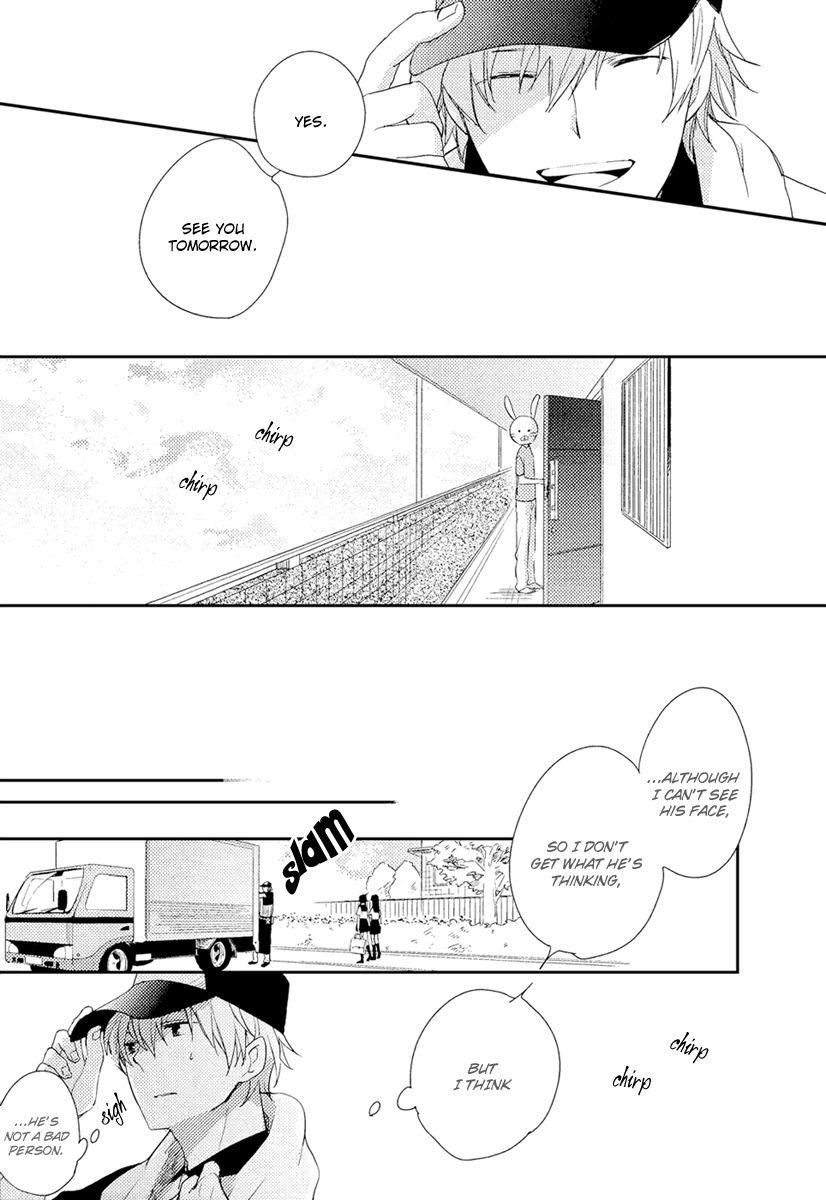 YES.
SEE YOU
TOMORROW.
chirp
chirp
...ALTHOUGH
I CAN'T SEE
HIS FACE,
SO I DON'T
GET WHAT HE'S
THINKING,
slam
chirp
chirp
BUT
I THINK
sigh
...HE'S
NOT A BAD
PERSON.